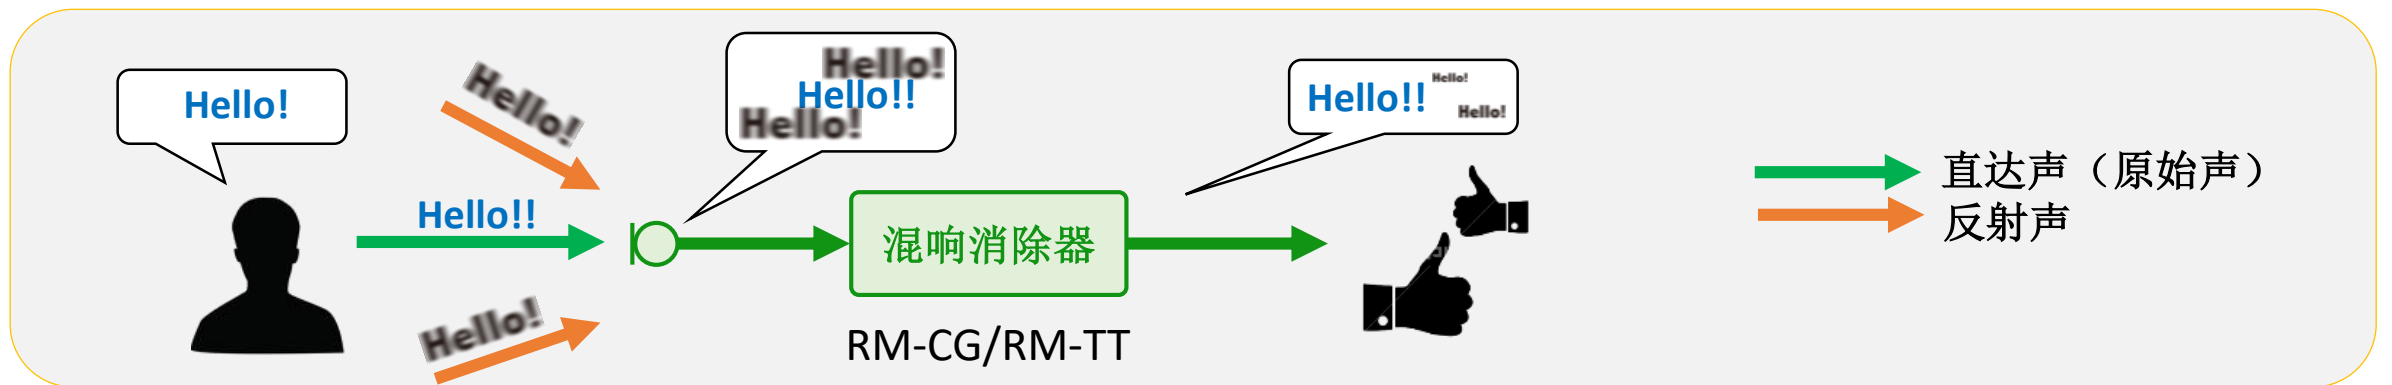 Hello!
Hello!
Hello!!
Hello!
Hello!
Hello!!
Hello!
混响消除器
RM-CG/RM-TT
Hello!!
Hello!
Hello!
直达声（原始声）
反射声